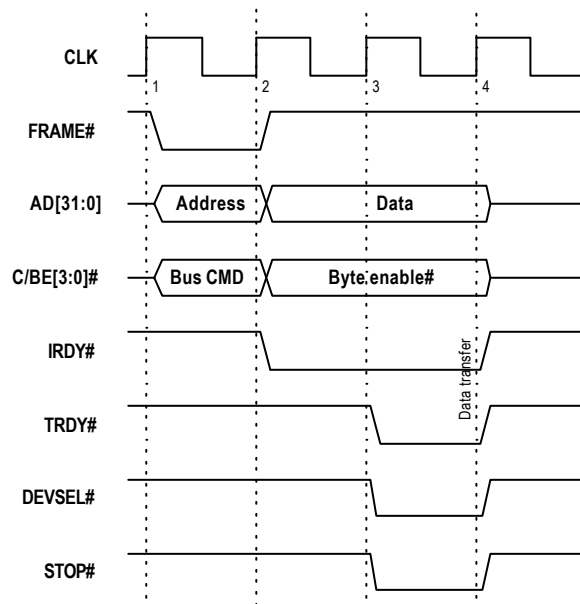 CLK
1
2
3
4
FRAME#
AD[31:0]
Address
Data
C/BE[3:0]#
Bus CMD
Byte enable#
IRDY#
Data transfer
TRDY#
DEVSEL#
STOP#